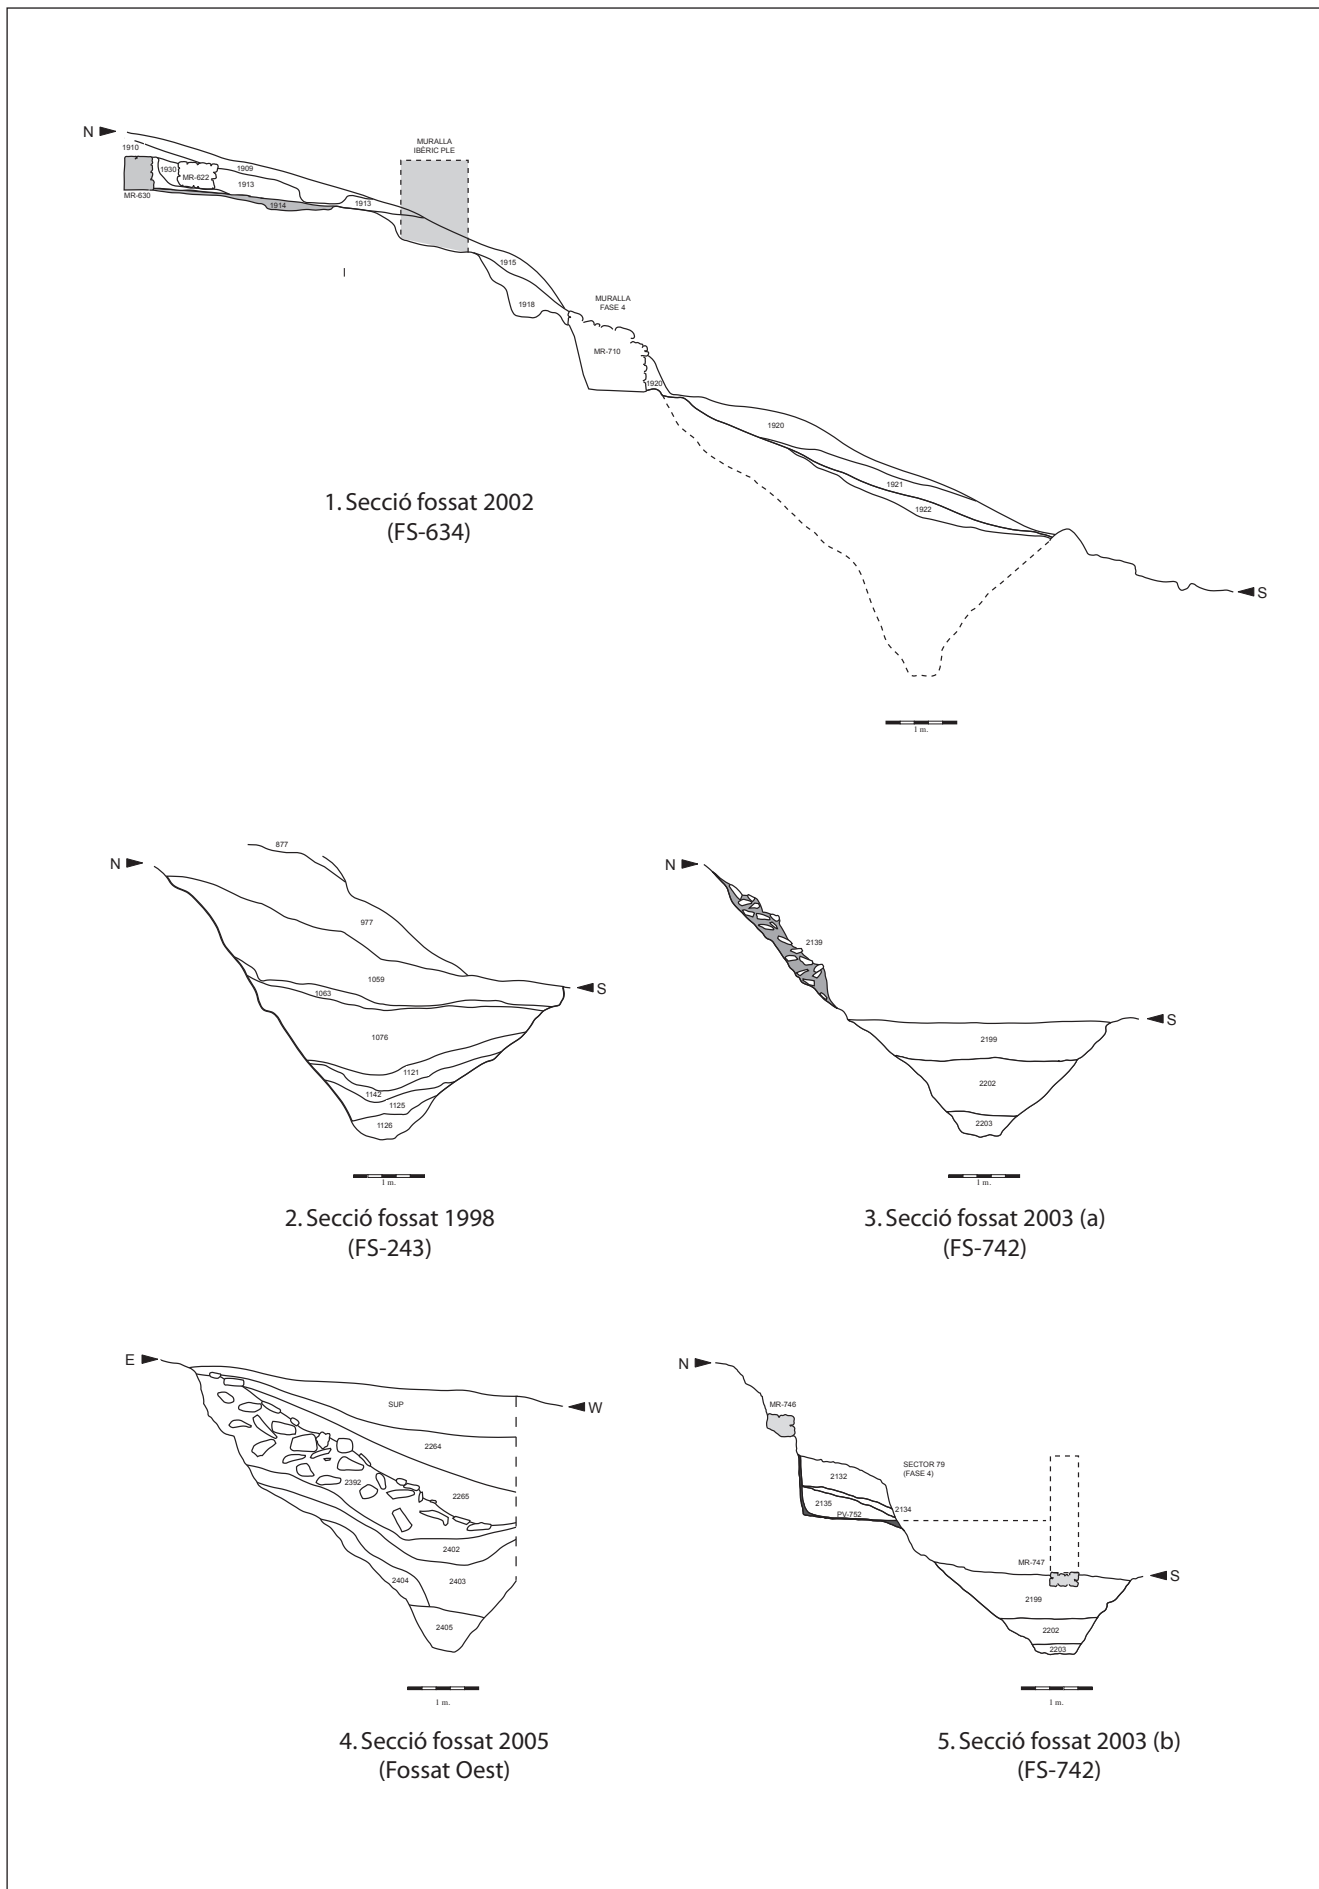 N
MURALLA
IBÈRIC PLE
1910
1909
1930
MR-622
1913
MR-630
1914
1913
1915
1918
MURALLA
FASE 4
MR-710
1920
1920
1921
1922
S
1. Secció fossat 2002
(FS-634)
1 m.
N
877
977
1059
S
1063
1076
1121
1142
1125
1126
1 m.
2. Secció fossat 1998
(FS-243)
N
2139
S
2199
2202
2203
1 m.
3. Secció fossat 2003 (a)
(FS-742)
E
SUP
W
2264
2392
2265
2402
2404
2403
2405
1 m.
4. Secció fossat 2005
(Fossat Oest)
N
MR-746
SECTOR 79
(FASE 4)
2132
2135
2134
PV-752
MR-747
S
2199
2202
2203
1 m.
5. Secció fossat 2003 (b)
(FS-742)